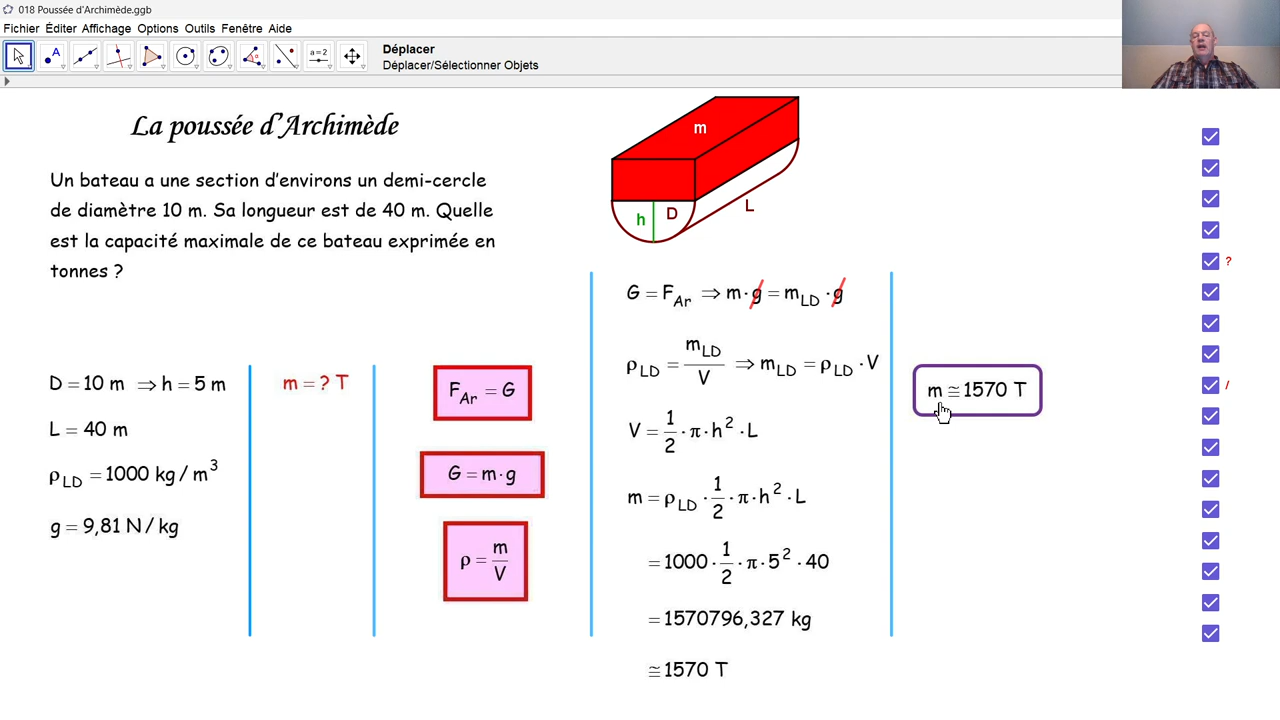 018 Poussée d'Archimède.ggb
Fichier Éditer Affichage Options Outils Fenêtre Aide
A
a=2
Déplacer
Déplacer/Sélectionner Objets
La poussée d'Archimède
Un bateau a une section d'environs un demi-cercle
de diamètre 10 m. Sa longueur est de 40 m. Quelle
est la capacité maximale de ce bateau exprimée en
tonnes ?
m
h D
L
D = 10 m ⇒ h = 5 m
L = 40 m
ρ_LD = 1000 kg / m³
g = 9,81 N / kg
m = ? T
F_Ar = G
G = m · g
ρ = m / V
G = F_Ar ⇒ m · g = m_LD · g
ρ_LD = m_LD / V ⇒ m_LD = ρ_LD · V
V = 1/2 · π · h² · L
m = ρ_LD · 1/2 · π · h² · L
= 1000 · 1/2 · π · 5² · 40
= 1570796,327 kg
≅ 1570 T
m ≅ 1570 T
?
/